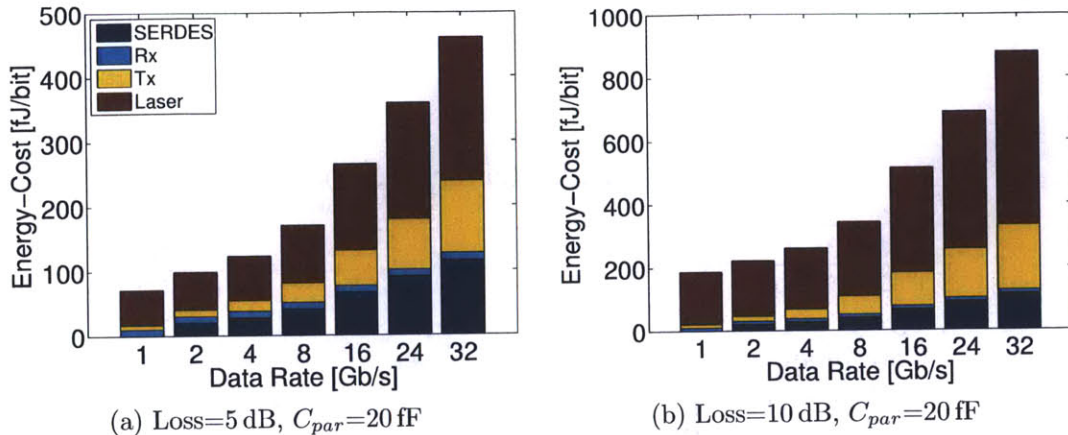 500
400
300
200
100
0
Energy−Cost [fJ/bit]
SERDES
Rx
Tx
Laser
1 2 4 8 16 24 32
Data Rate [Gb/s]
(a) Loss=5 dB, C_par=20 fF
1000
800
600
400
200
0
Energy−Cost [fJ/bit]
1 2 4 8 16 24 32
Data Rate [Gb/s]
(b) Loss=10 dB, C_par=20 fF